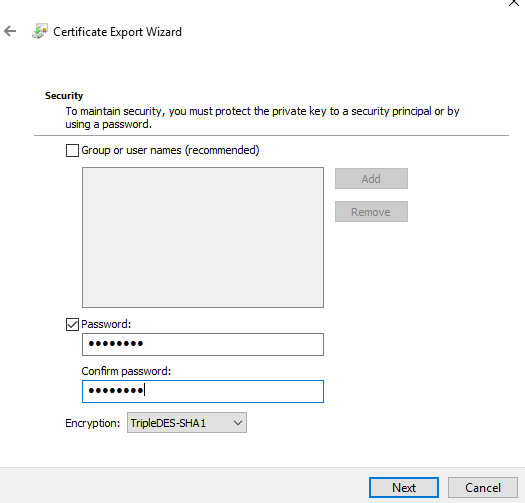 Certificate Export Wizard
Security
To maintain security, you must protect the private key to a security principal or by
using a password.
Group or user names (recommended)
Add
Remove
Password:
••••••••
Confirm password:
••••••••
Encryption: TripleDES-SHA1
Next Cancel